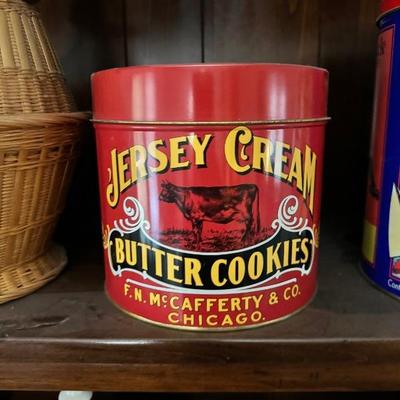 JERSEY CREAM
BUTTER COOKIES
F.N. McCAFFERTY & CO.
CHICAGO.